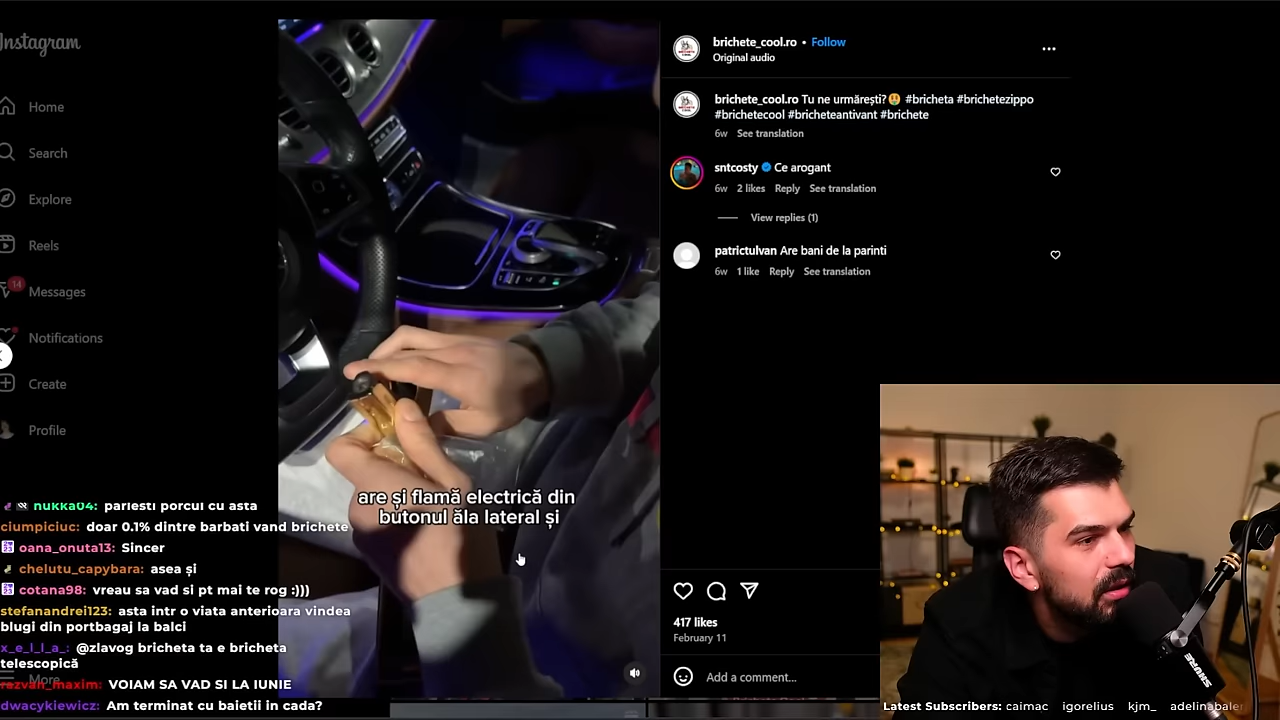 Instagram
Home
Search
Explore
Reels
14
Messages
Notifications
Create
Profile
More
are și flamă electrică din
butonul ăla lateral și
brichete_cool.ro • Follow
Original audio
brichete_cool.ro Tu ne urmărești?🤑 #bricheta #brichetezippo
#brichetecool #bricheteantivant #brichete
6w See translation
sntcosty Ce arogant
6w 2 likes Reply See translation
View replies (1)
patrictulvan Are bani de la parinti
6w 1 like Reply See translation
417 likes
February 11
Add a comment...
nukka04: parlesti porcul cu asta
ciumpiciuc: doar 0.1% dintre barbati vand brichete
oana_onuta13: Sincer
chelutu_capybara: asea și
cotana98: vreau sa vad si pt mai te rog :)))
stefanandrei123: asta intr o viata anterioara vindea
blugi din portbagaj la balci
x_e_l_l_a_: @zlavog bricheta ta e bricheta
telescopică
razvan_maxim: VOIAM SA VAD SI LA IUNIE
dwacykiewicz: Am terminat cu baietii in cada?
SHURE
Latest Subscribers: caimac igorelius kjm_ adelinabaler